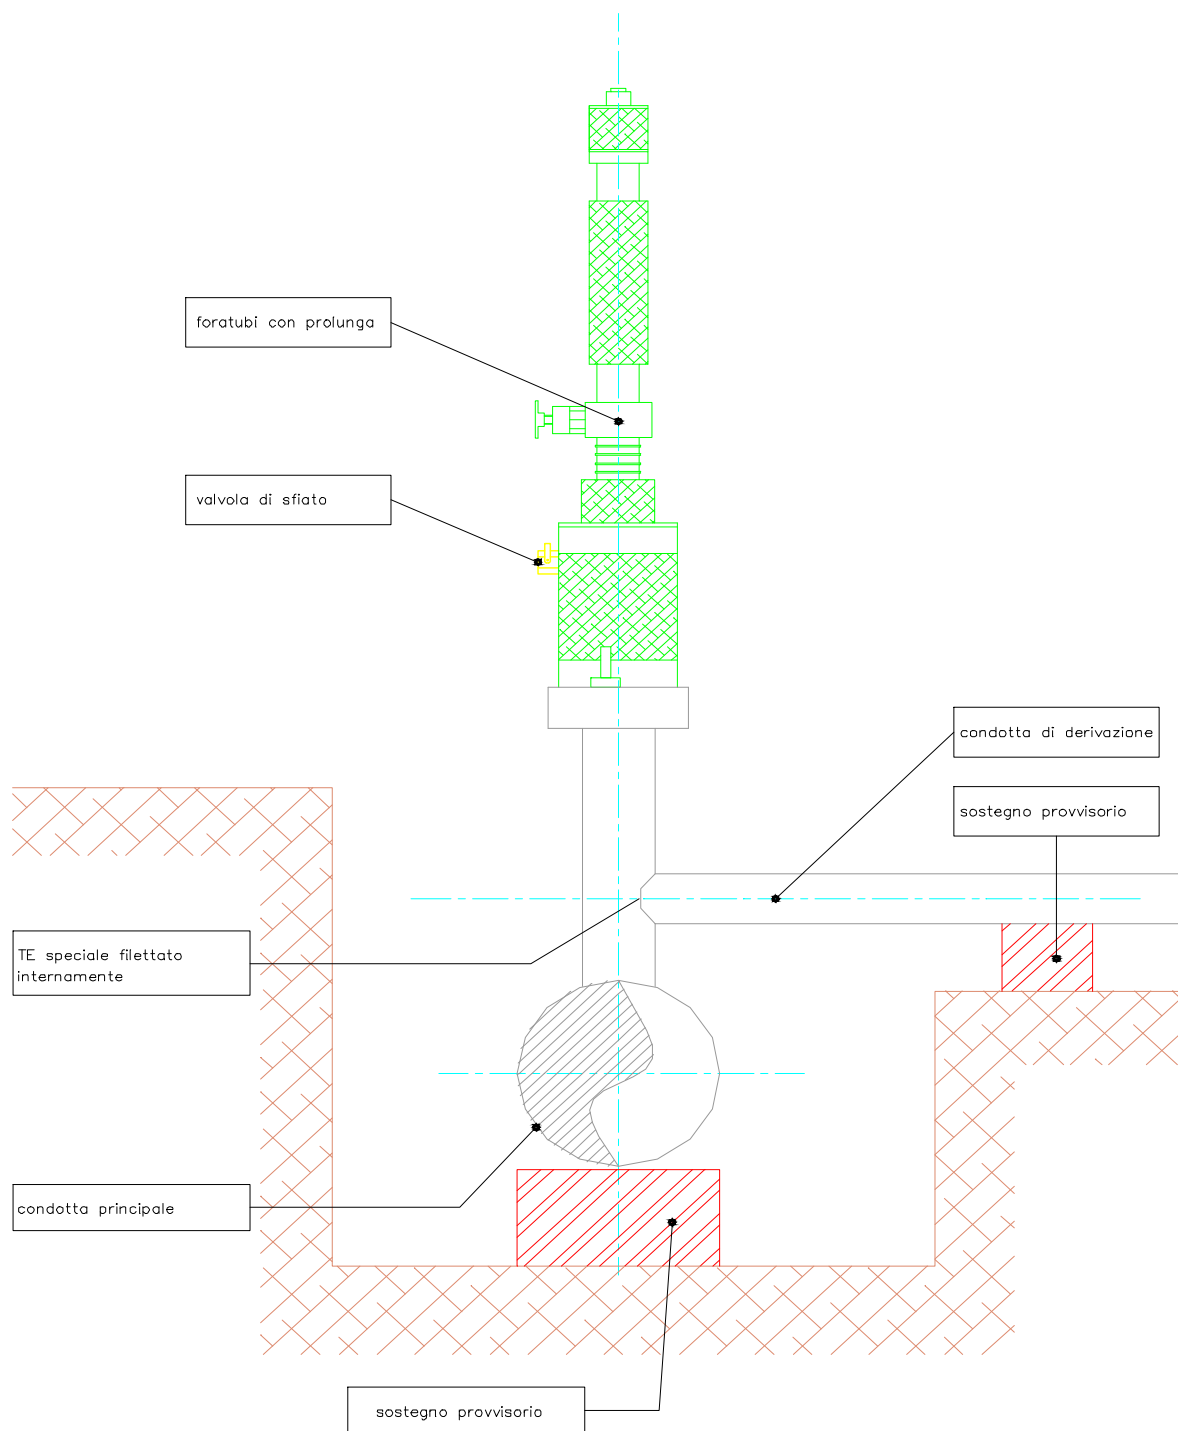 foratubi con prolunga
valvola di sfiato
condotta di derivazione
sostegno provvisorio
TE speciale filettato
internamente
condotta principale
sostegno provvisorio